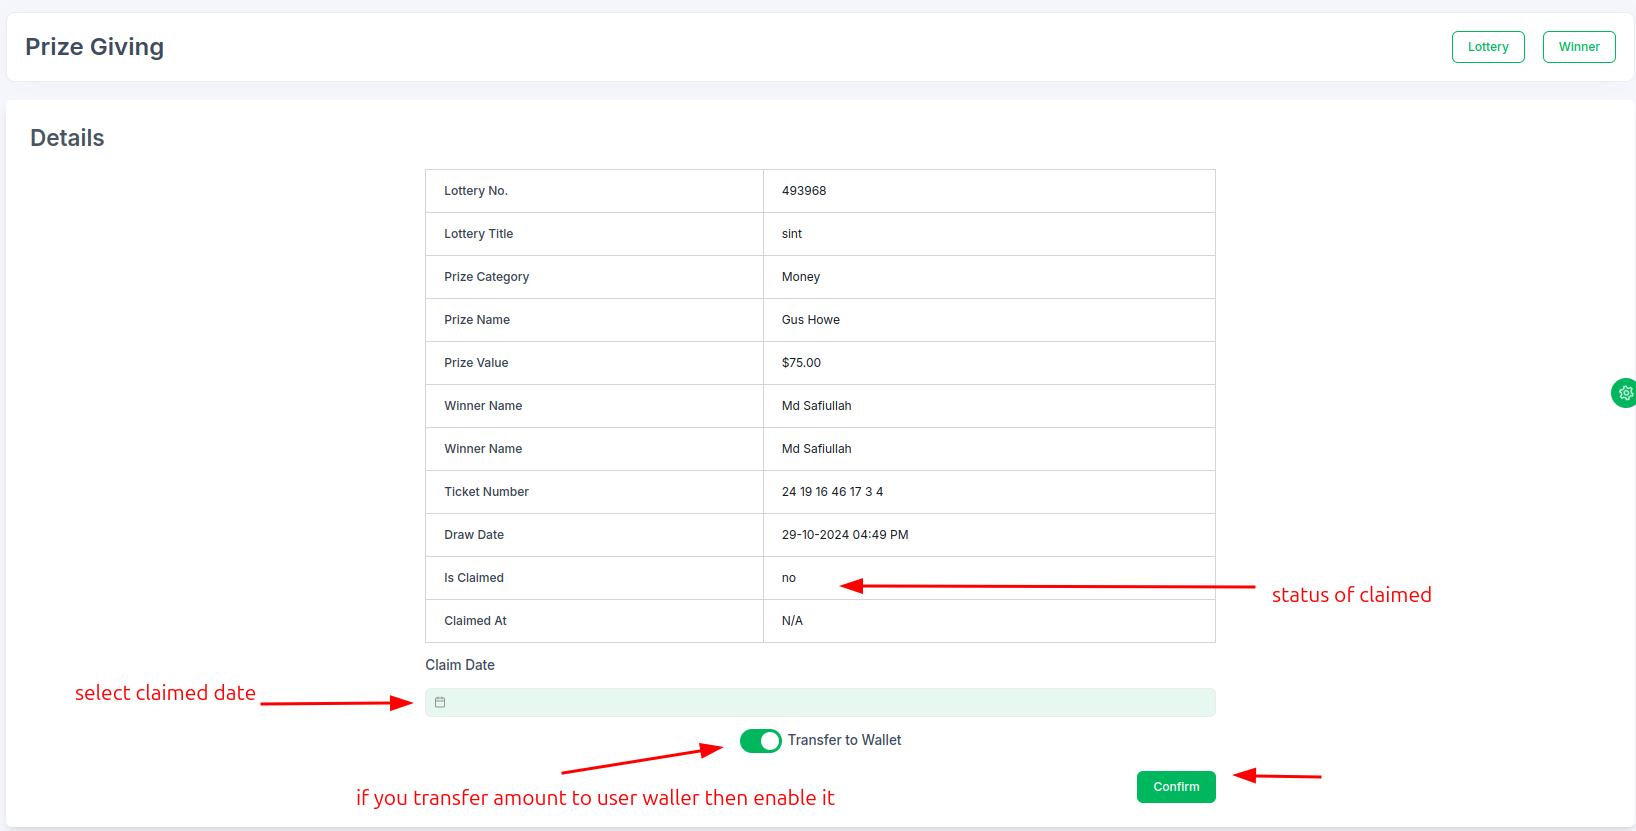 Prize Giving
Lottery
Winner
Details
Lottery No. 493968
Lottery Title sint
Prize Category Money
Prize Name Gus Howe
Prize Value $75.00
Winner Name Md Safiullah
Winner Name Md Safiullah
Ticket Number 24 19 16 46 17 3 4
Draw Date 29-10-2024 04:49 PM
Is Claimed no
status of claimed
Claimed At N/A
Claim Date
select claimed date
Transfer to Wallet
if you transfer amount to user waller then enable it
Confirm